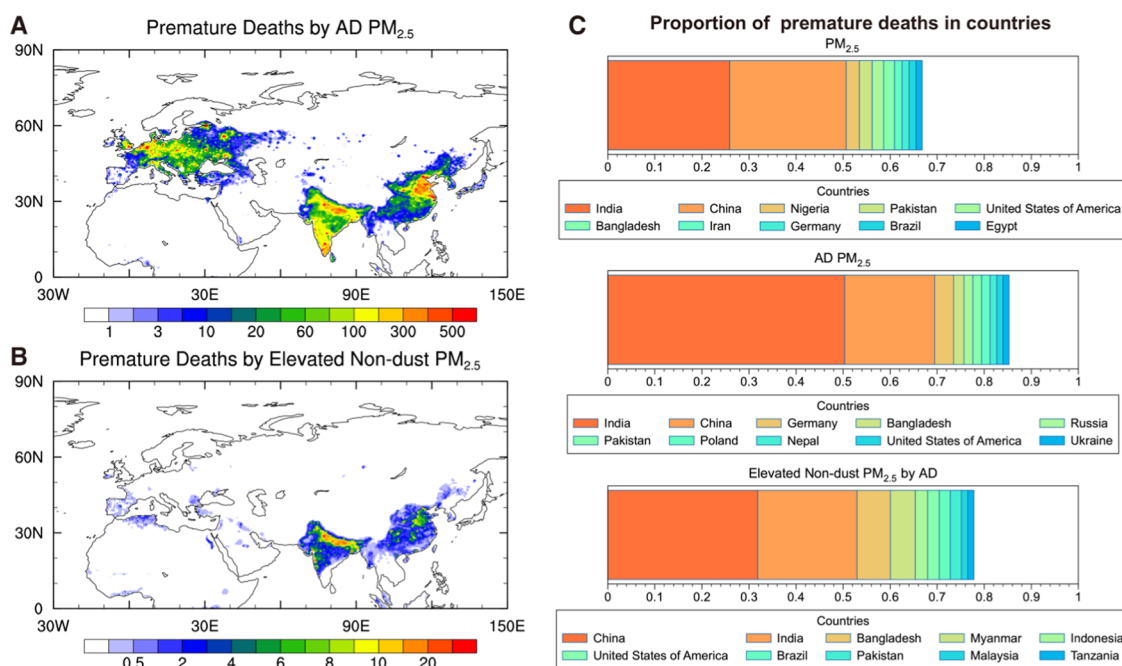 A
Premature Deaths by AD PM2.5
90N
60N
30N
0
30W 30E 90E 150E
1 3 10 20 60 100 300 500
B
Premature Deaths by Elevated Non-dust PM2.5
90N
60N
30N
0
30W 30E 90E 150E
0.5 2 4 6 8 10 20
C
Proportion of premature deaths in countries
PM2.5
0 0.1 0.2 0.3 0.4 0.5 0.6 0.7 0.8 0.9 1
Countries
India China Nigeria Pakistan United States of America
Bangladesh Iran Germany Brazil Egypt
AD PM2.5
0 0.1 0.2 0.3 0.4 0.5 0.6 0.7 0.8 0.9 1
Countries
India China Germany Bangladesh Russia
Pakistan Poland Nepal United States of America Ukraine
Elevated Non-dust PM2.5 by AD
0 0.1 0.2 0.3 0.4 0.5 0.6 0.7 0.8 0.9 1
Countries
China India Bangladesh Myanmar Indonesia
United States of America Brazil Pakistan Malaysia Tanzania